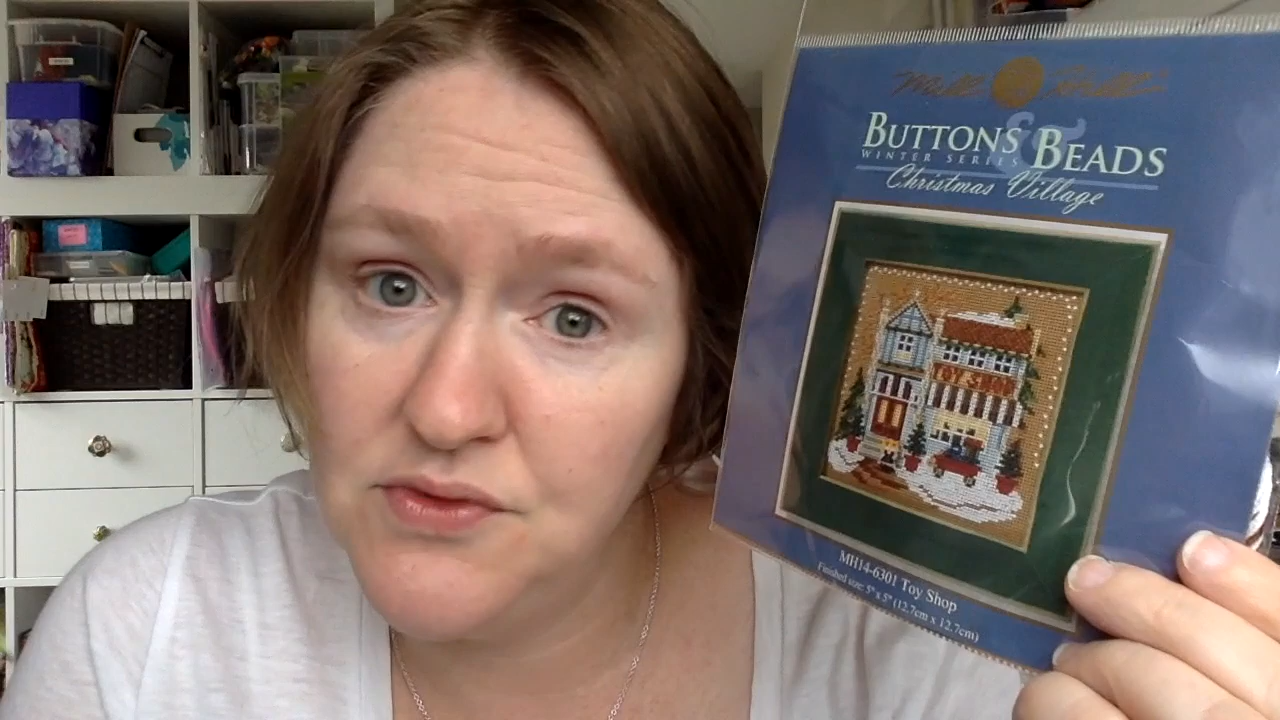 Mill Hill
BUTTONS & BEADS
WINTER SERIES
Christmas Village
TOY SHOP
MH14-6301 Toy Shop
Finished size: 5" x 5" (12.7cm x 12.7cm)